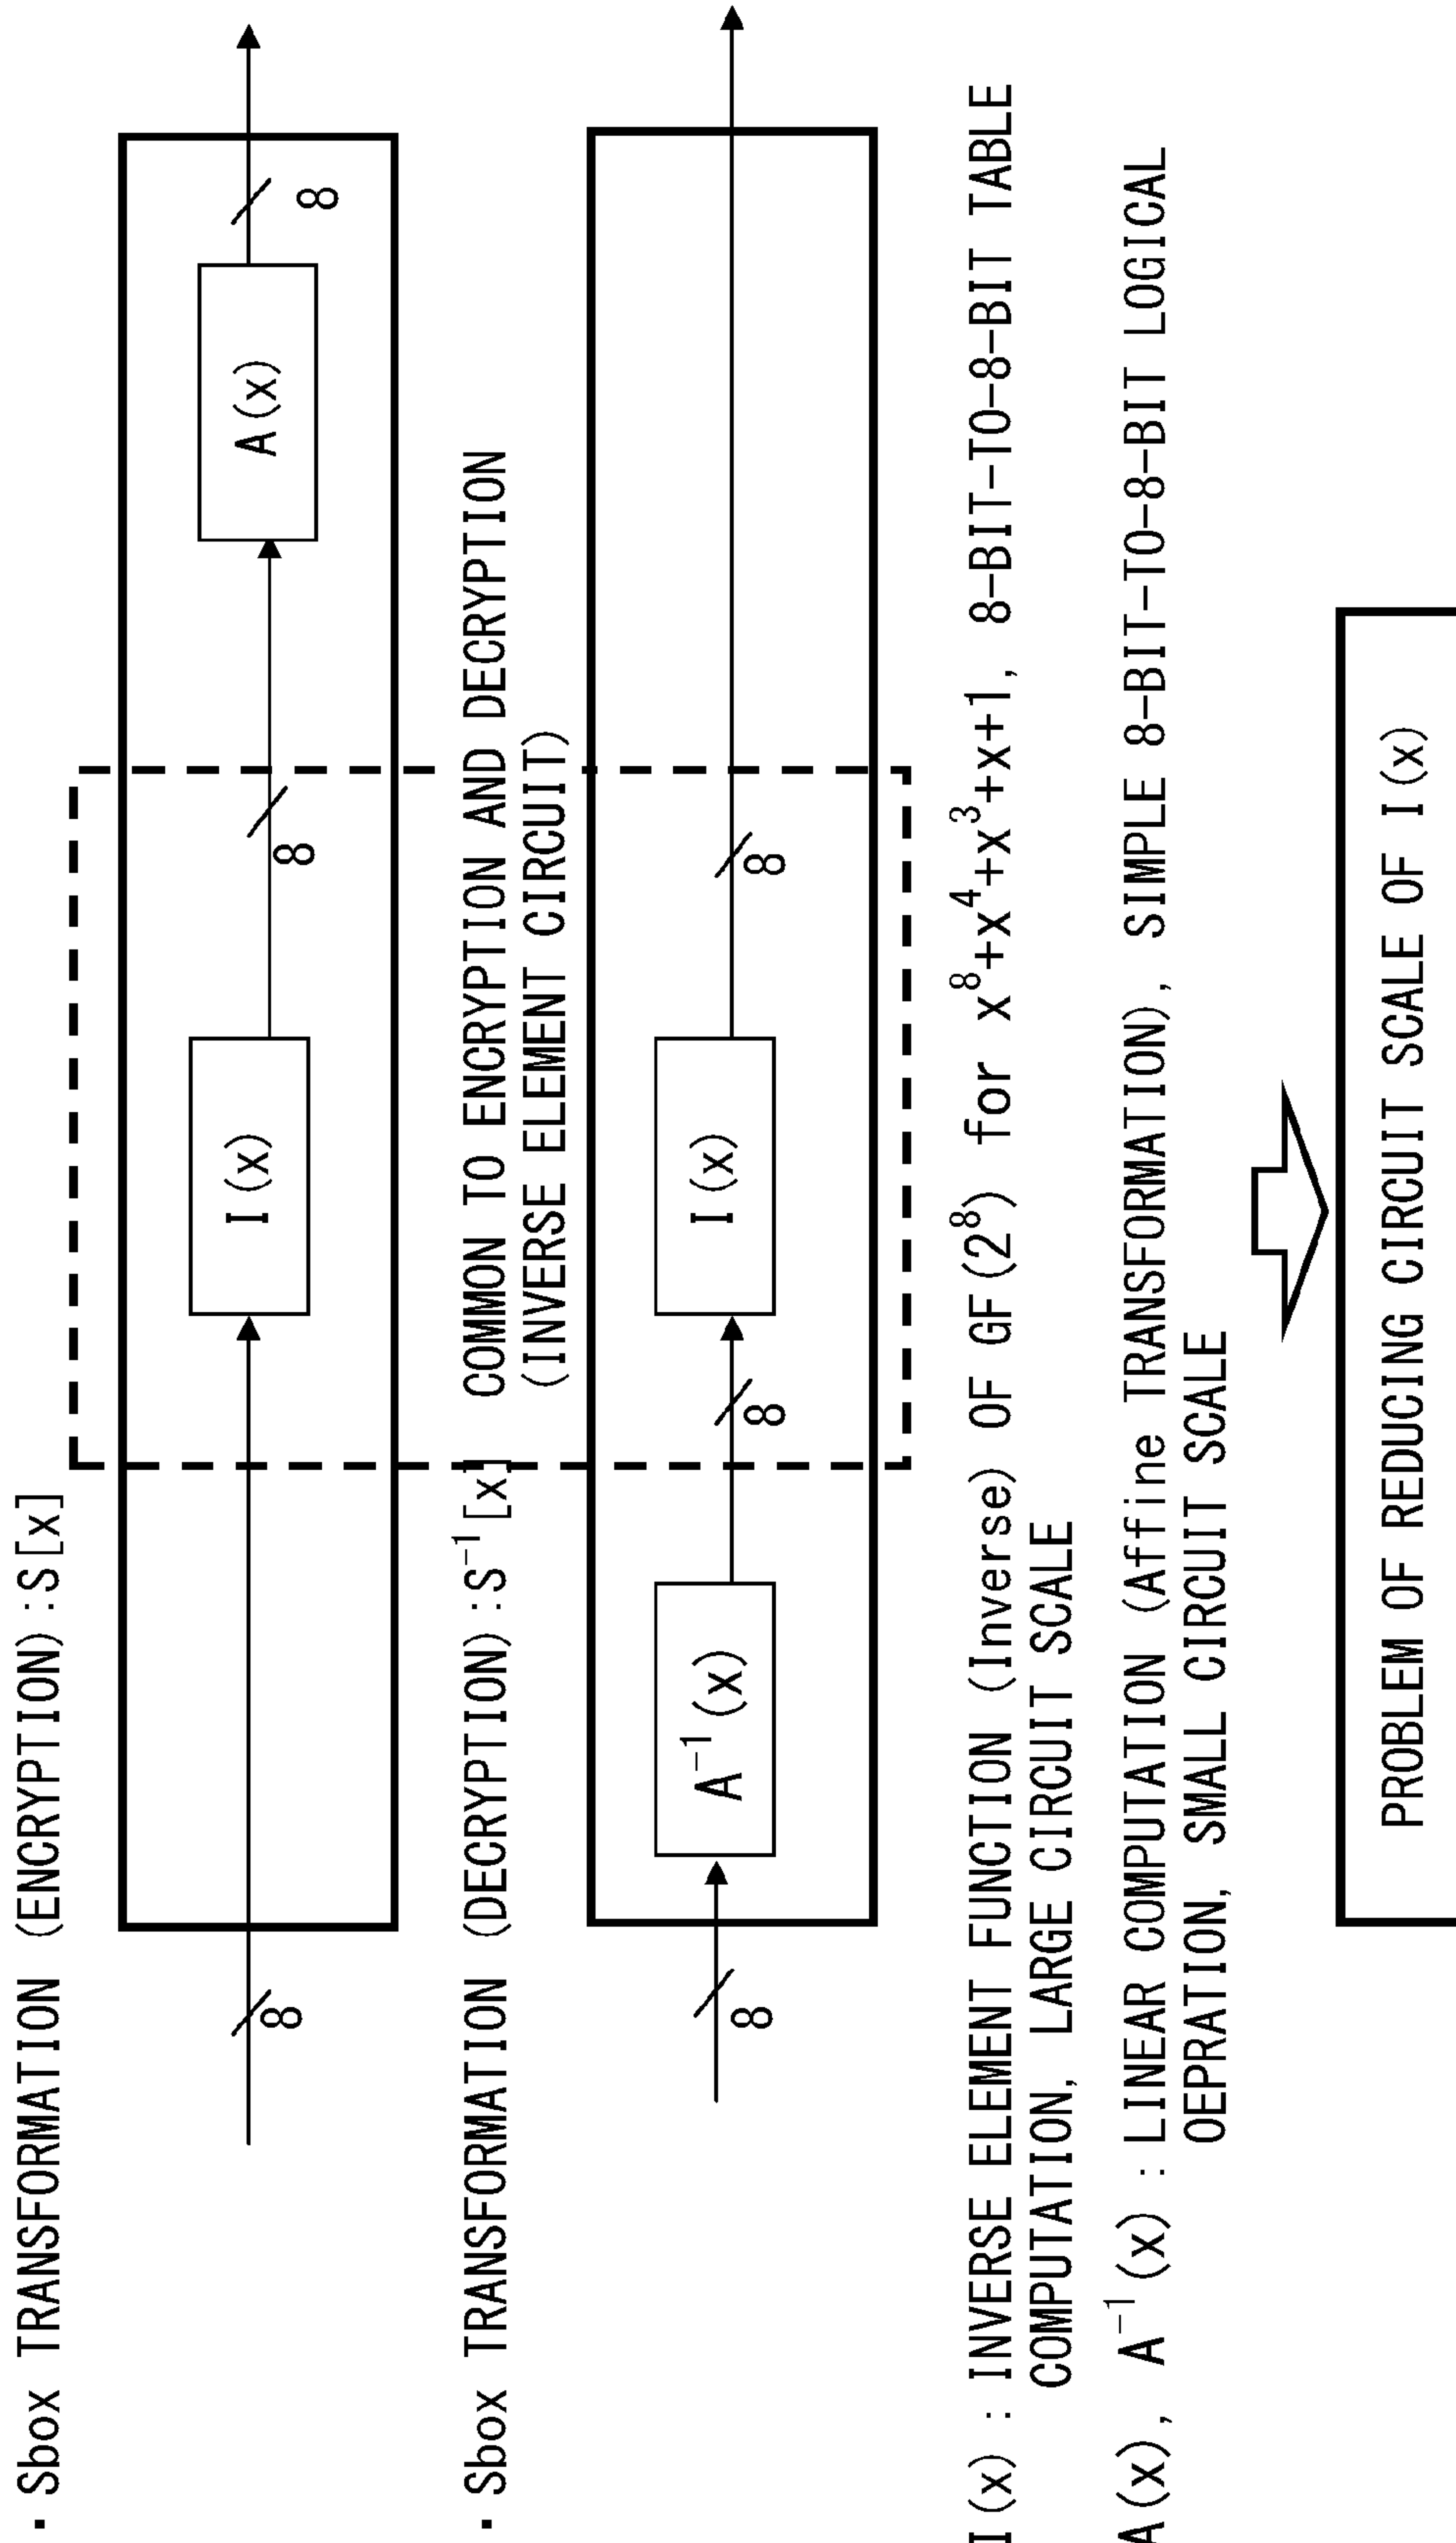 · Sbox TRANSFORMATION (ENCRYPTION) :S[x]
8
I(x)
8
A(x)
8
· Sbox TRANSFORMATION (DECRYPTION) :S⁻¹[x]
COMMON TO ENCRYPTION AND DECRYPTION
(INVERSE ELEMENT CIRCUIT)
8
A⁻¹(x)
8
I(x)
8
I(x) : INVERSE ELEMENT FUNCTION (Inverse) OF GF(2⁸) for x⁸+x⁴+x³+x+1, 8-BIT-TO-8-BIT TABLE
COMPUTATION, LARGE CIRCUIT SCALE
A(x), A⁻¹(x) : LINEAR COMPUTATION (Affine TRANSFORMATION), SIMPLE 8-BIT-TO-8-BIT LOGICAL
OEPRATION, SMALL CIRCUIT SCALE
PROBLEM OF REDUCING CIRCUIT SCALE OF I(x)